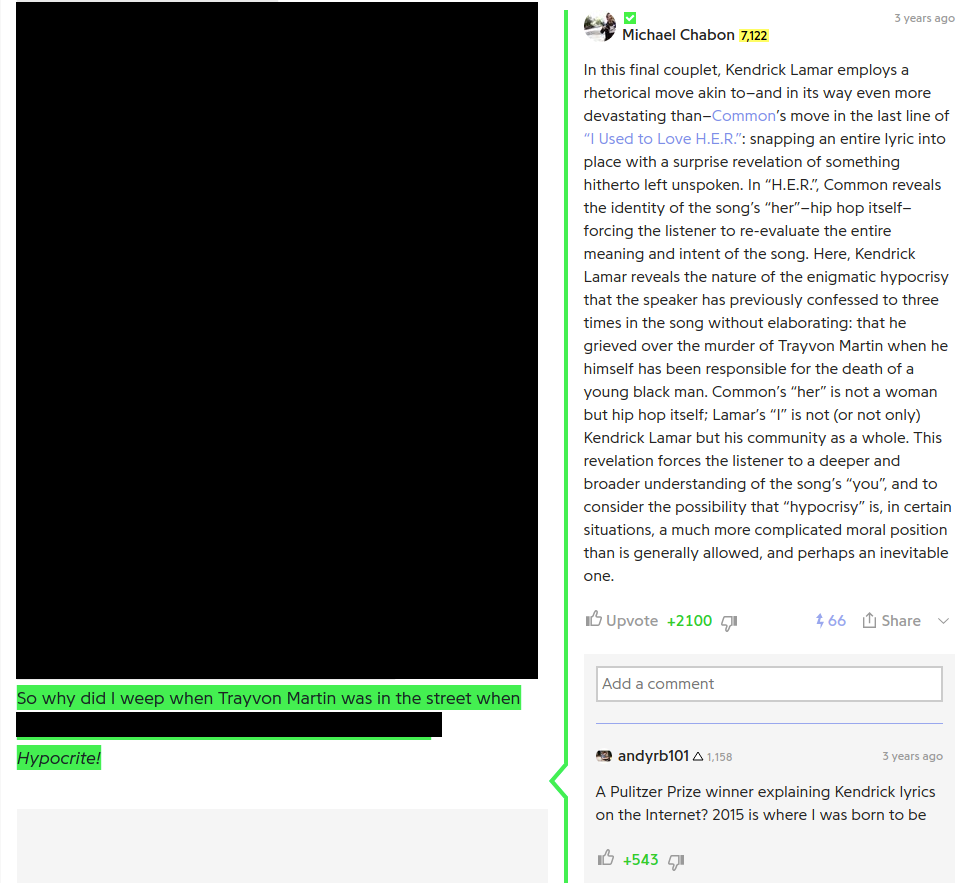 So why did I weep when Trayvon Martin was in the street when
Hypocrite!
3 years ago
Michael Chabon 7,122
In this final couplet, Kendrick Lamar employs a
rhetorical move akin to–and in its way even more
devastating than–Common's move in the last line of
“I Used to Love H.E.R.”: snapping an entire lyric into
place with a surprise revelation of something
hitherto left unspoken. In “H.E.R.”, Common reveals
the identity of the song’s “her”–hip hop itself–
forcing the listener to re-evaluate the entire
meaning and intent of the song. Here, Kendrick
Lamar reveals the nature of the enigmatic hypocrisy
that the speaker has previously confessed to three
times in the song without elaborating: that he
grieved over the murder of Trayvon Martin when he
himself has been responsible for the death of a
young black man. Common’s “her” is not a woman
but hip hop itself; Lamar’s “I” is not (or not only)
Kendrick Lamar but his community as a whole. This
revelation forces the listener to a deeper and
broader understanding of the song’s “you”, and to
consider the possibility that “hypocrisy” is, in certain
situations, a much more complicated moral position
than is generally allowed, and perhaps an inevitable
one.
Upvote +2100 66 Share
Add a comment
andyrb101 1,158 3 years ago
A Pulitzer Prize winner explaining Kendrick lyrics
on the Internet? 2015 is where I was born to be
+543